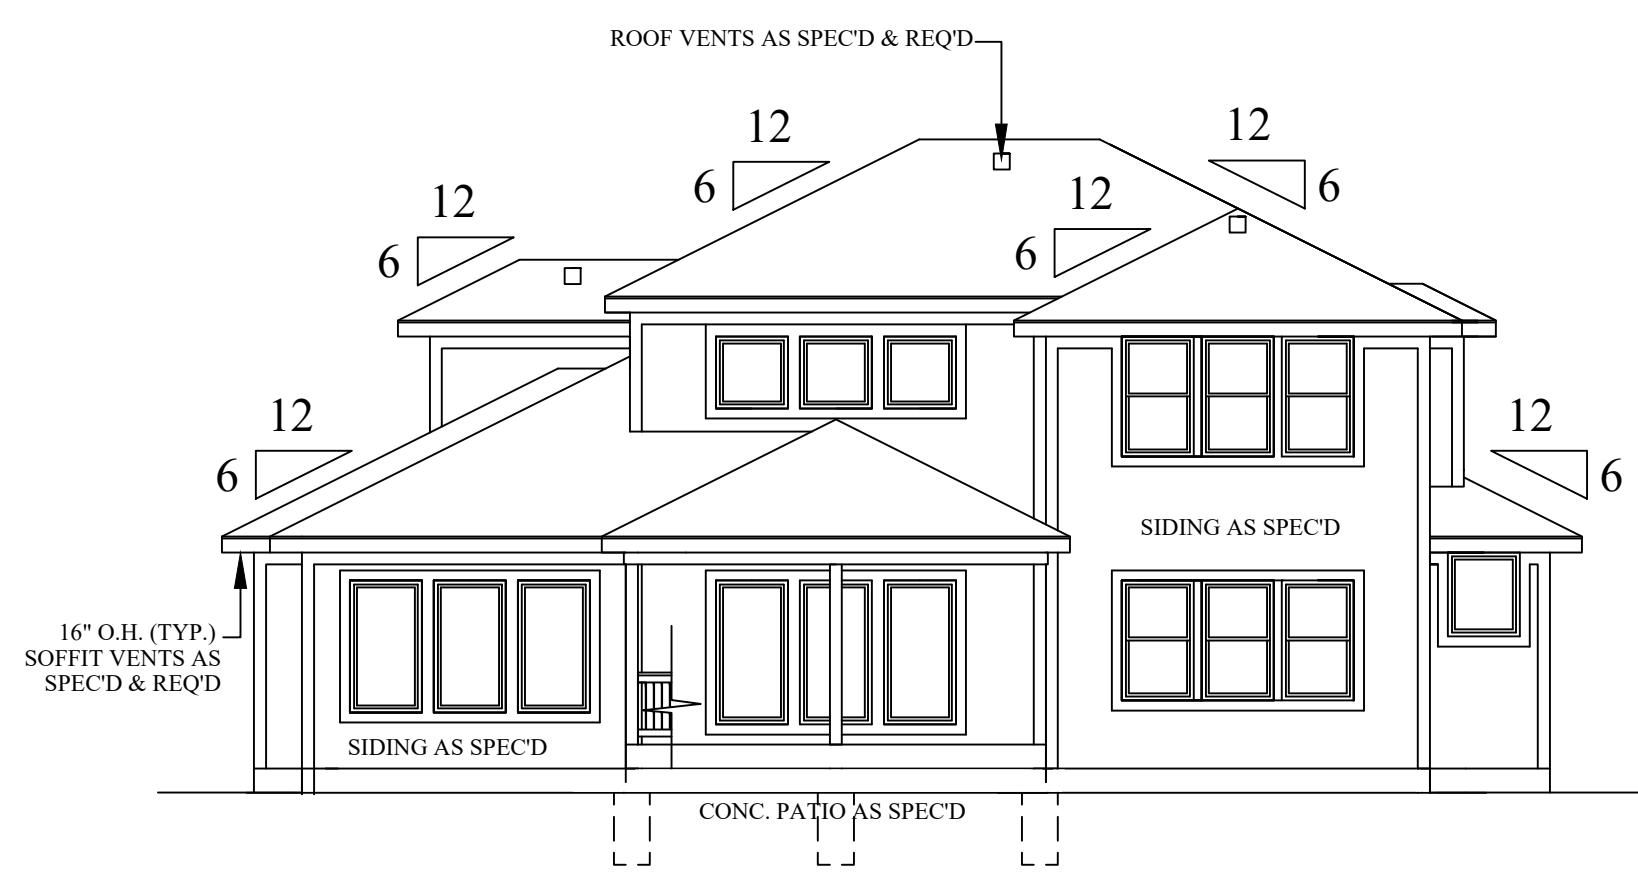 ROOF VENTS AS SPEC'D & REQ'D
12
6
12
6
12
6
12
6
12
6
12
6
SIDING AS SPEC'D
16" O.H. (TYP.)
SOFFIT VENTS AS
SPEC'D & REQ'D
SIDING AS SPEC'D
CONC. PATIO AS SPEC'D